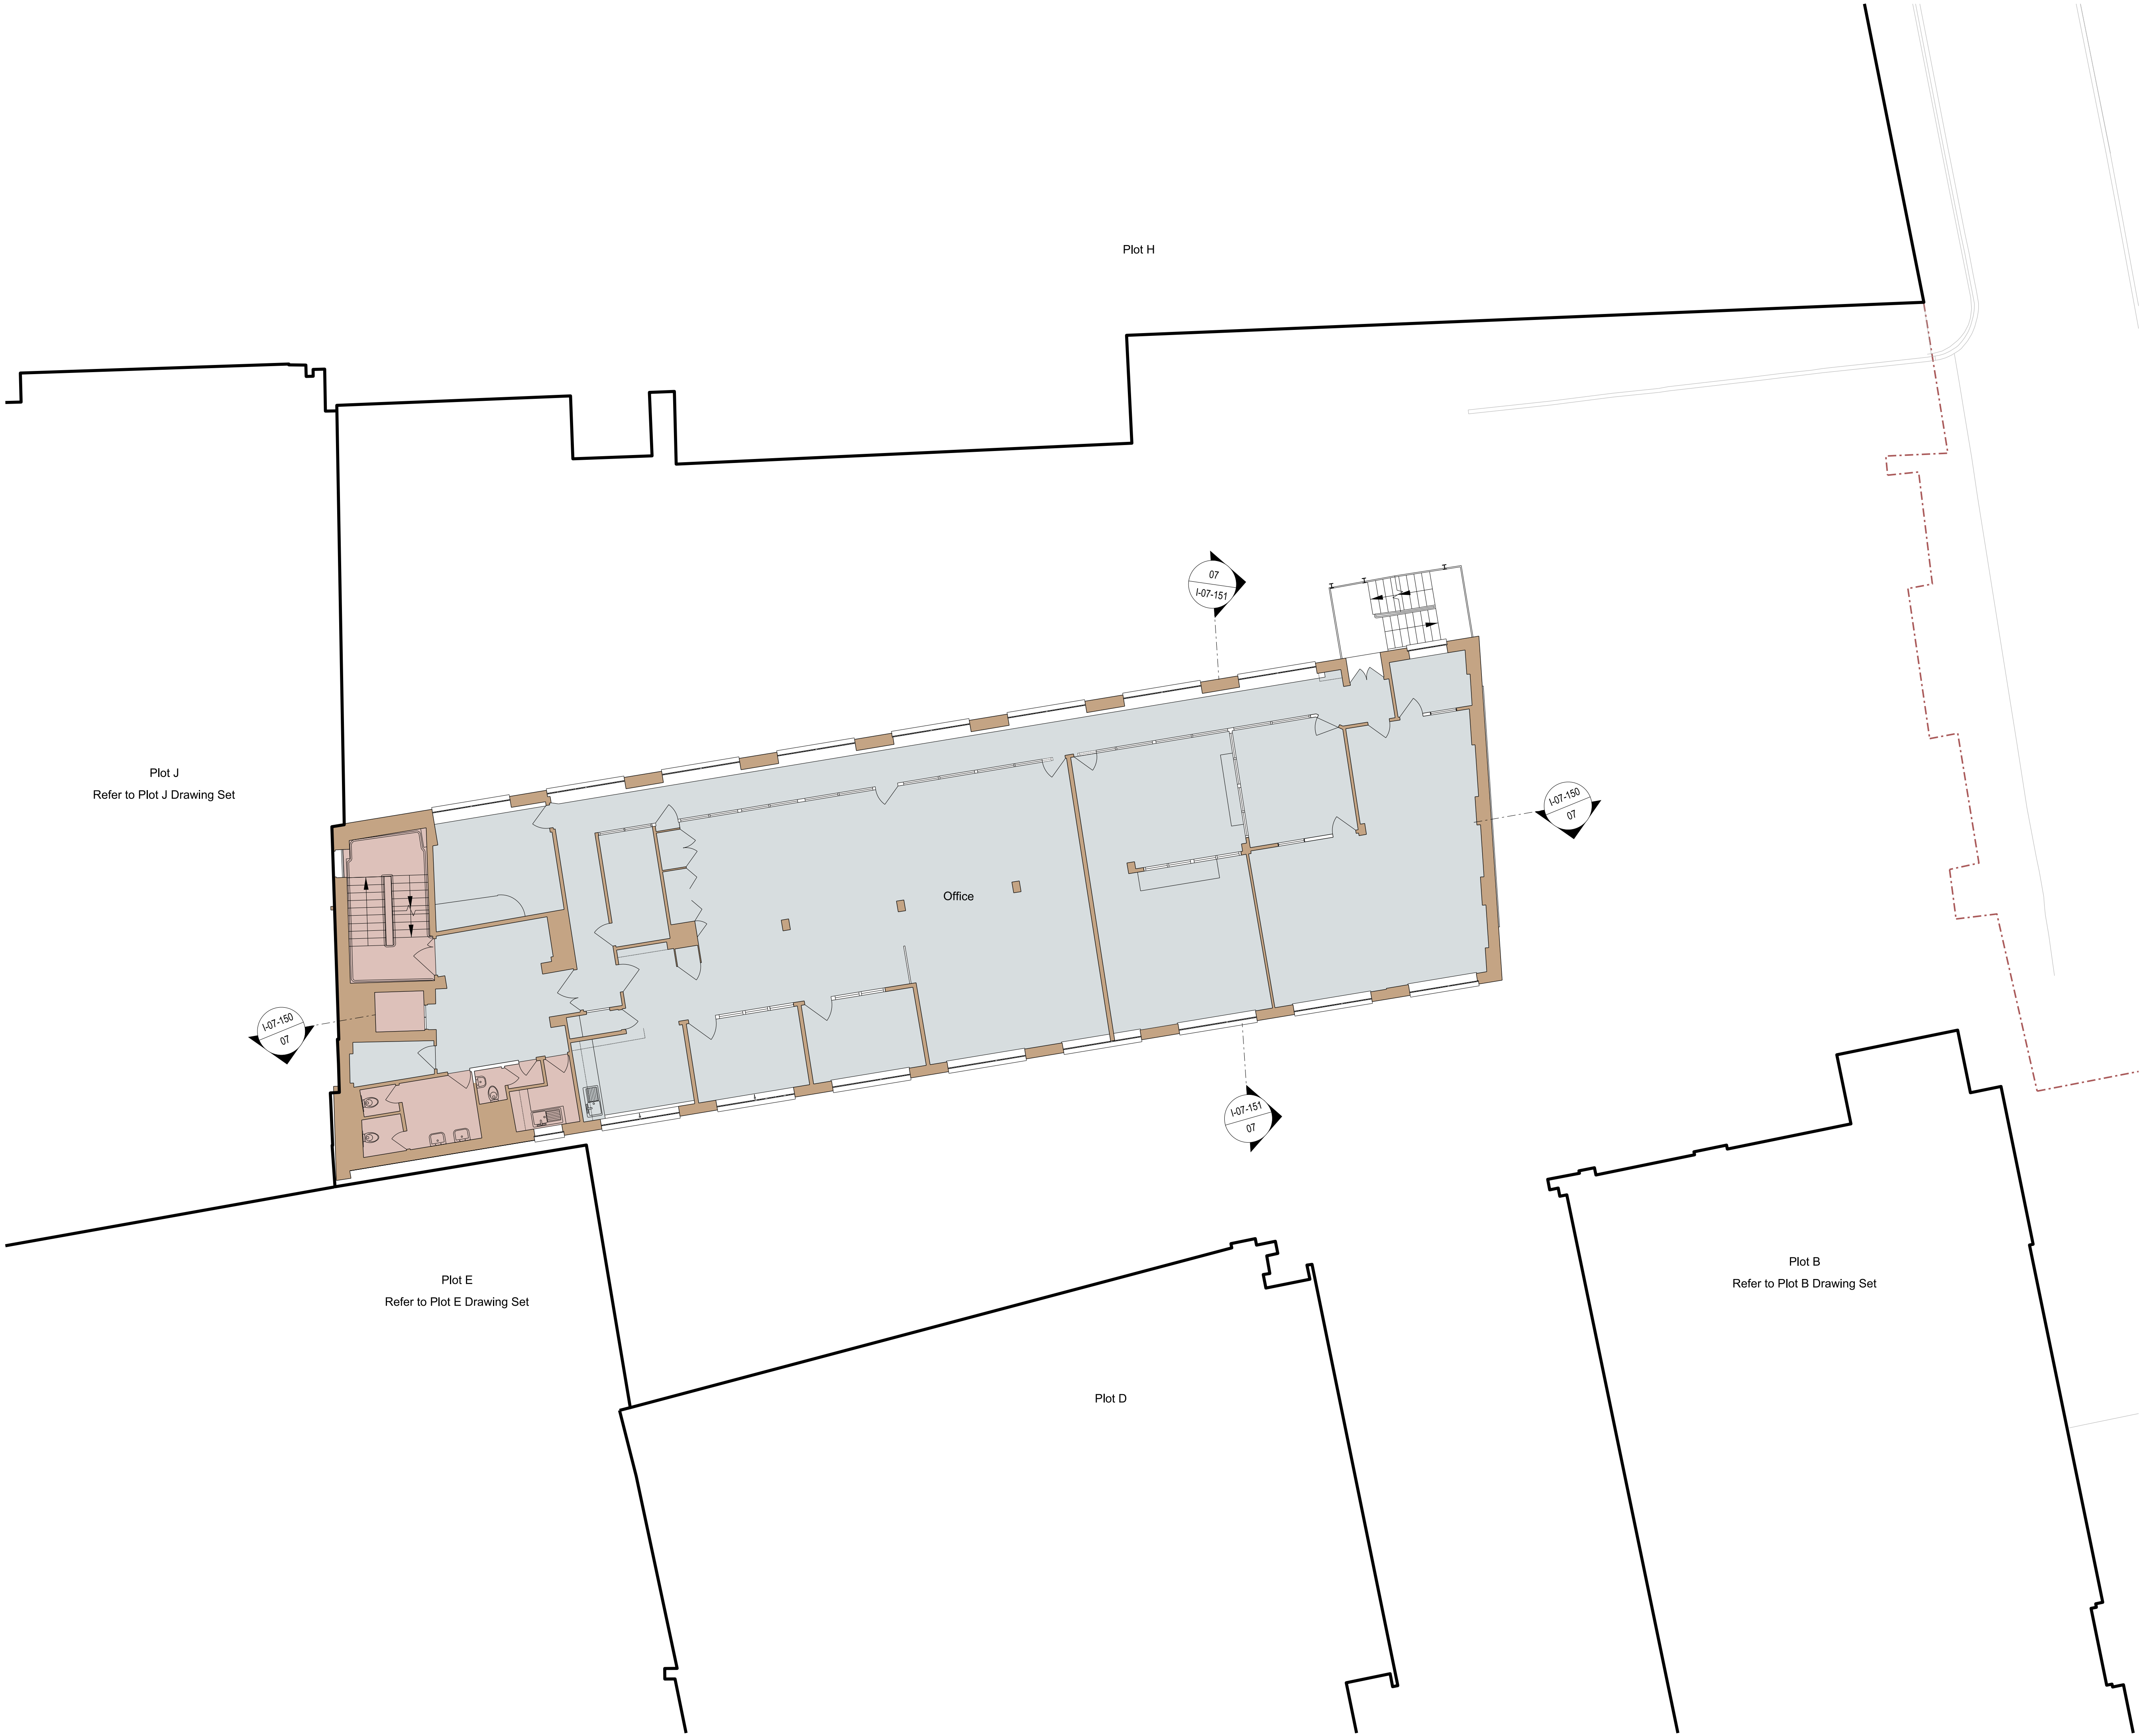 Plot H
07
I-07-151
Plot J
Refer to Plot J Drawing Set
I-07-150
07
Office
I-07-150
07
I-07-151
07
Plot E
Refer to Plot E Drawing Set
Plot B
Refer to Plot B Drawing Set
Plot D